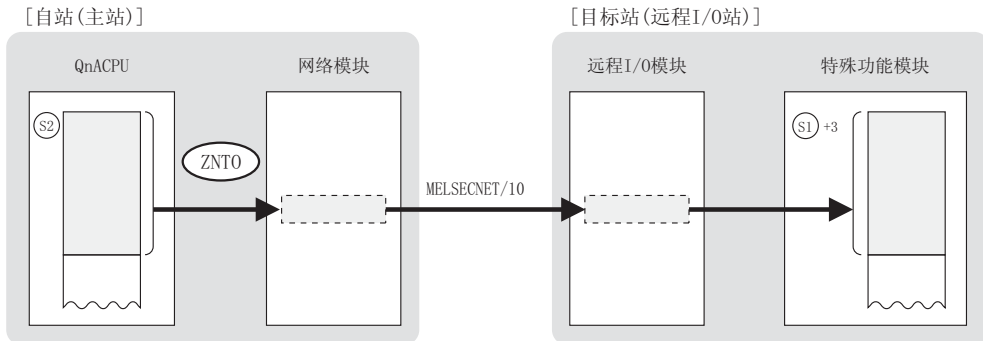 [自站(主站)]
[目标站(远程I/O站)]
QnACPU
网络模块
远程I/O模块
特殊功能模块
S2
ZNTO
MELSECNET/10
S1 +3